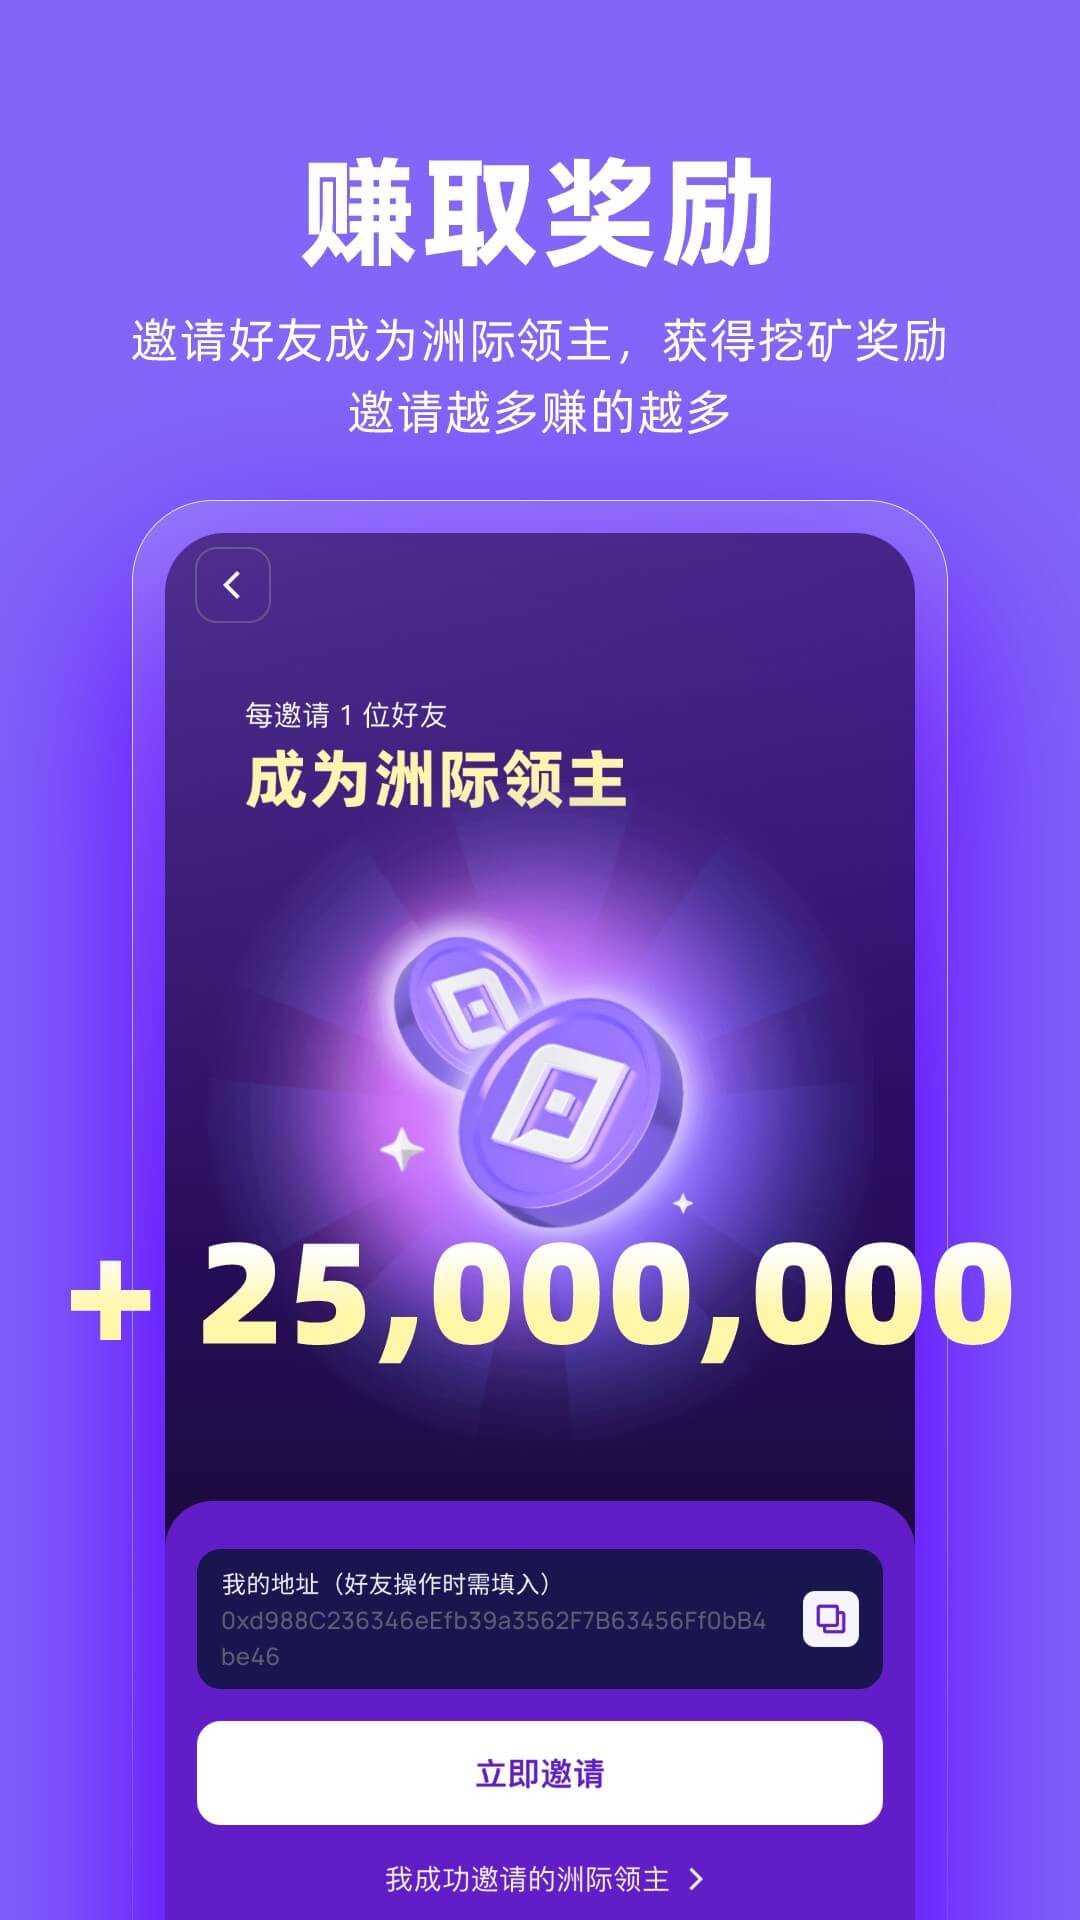 赚取奖励
邀请好友成为洲际领主，获得挖矿奖励
邀请越多赚的越多
每邀请 1 位好友
成为洲际领主
+ 25,000,000
我的地址（好友操作时需填入）
0xd988C236346eEfb39a3562F7B63456Ff0bB4
be46
立即邀请
我成功邀请的洲际领主